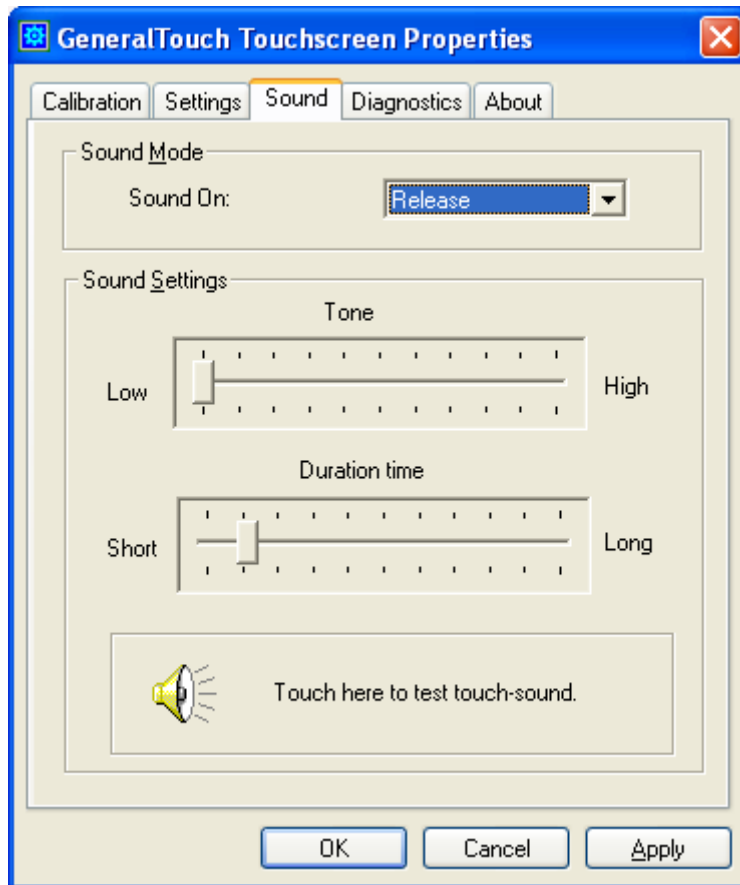 GeneralTouch Touchscreen Properties
Calibration Settings Sound Diagnostics About
Sound Mode
Sound On: Release
Sound Settings
Tone
Low High
Duration time
Short Long
Touch here to test touch-sound.
OK Cancel Apply